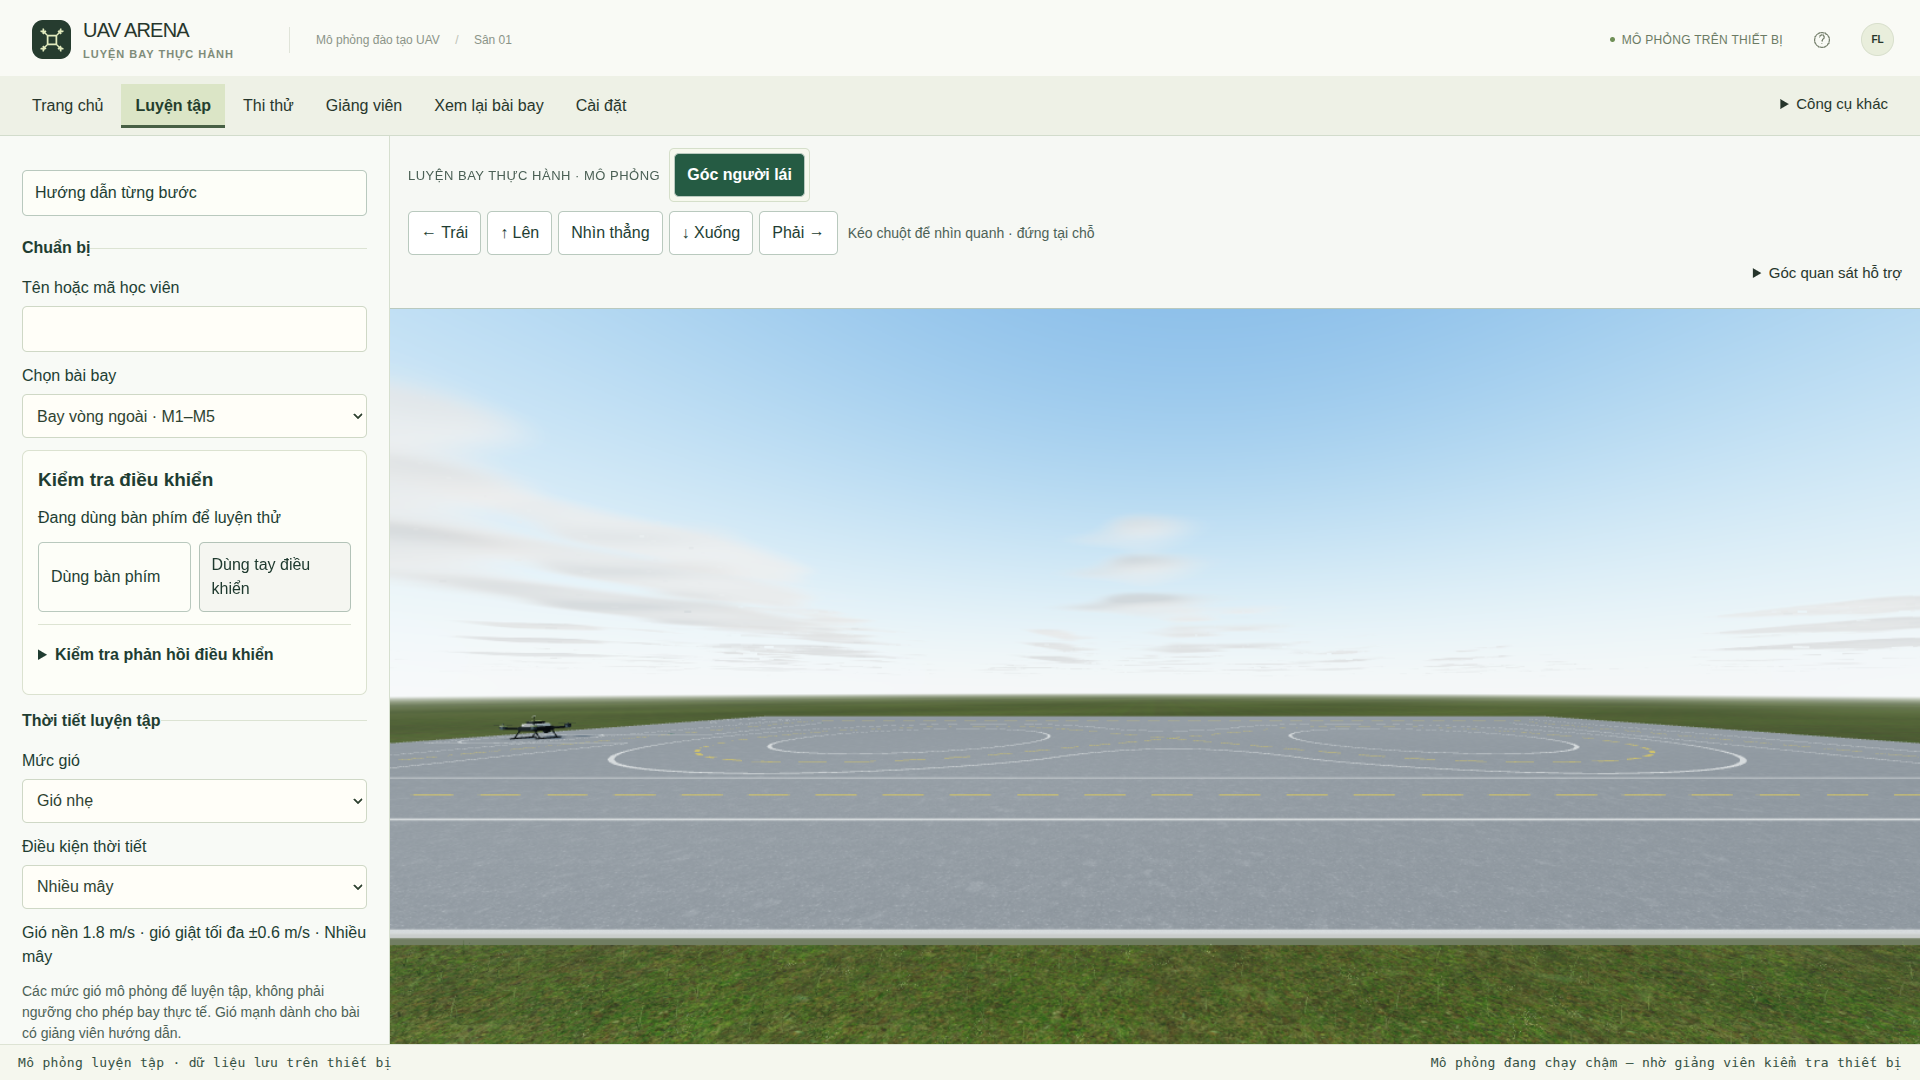 UAV ARENA
LUYỆN BAY THỰC HÀNH
Mô phỏng đào tạo UAV / Sân 01
MÔ PHỎNG TRÊN THIẾT BỊ
FL
Trang chủ
Luyện tập
Thi thử
Giảng viên
Xem lại bài bay
Cài đặt
Công cụ khác
Hướng dẫn từng bước
Chuẩn bị
Tên hoặc mã học viên
Chọn bài bay
Bay vòng ngoài · M1–M5
Kiểm tra điều khiển
Đang dùng bàn phím để luyện thử
Dùng bàn phím
Dùng tay điều
khiển
Kiểm tra phản hồi điều khiển
Thời tiết luyện tập
Mức gió
Gió nhẹ
Điều kiện thời tiết
Nhiều mây
Gió nền 1.8 m/s · gió giật tối đa ±0.6 m/s · Nhiều
mây
Các mức gió mô phỏng để luyện tập, không phải
ngưỡng cho phép bay thực tế. Gió mạnh dành cho bài
có giảng viên hướng dẫn.
LUYỆN BAY THỰC HÀNH · MÔ PHỎNG
Góc người lái
← Trái
↑ Lên
Nhìn thẳng
↓ Xuống
Phải →
Kéo chuột để nhìn quanh · đứng tại chỗ
Góc quan sát hỗ trợ
Mô phỏng luyện tập · dữ liệu lưu trên thiết bị
Mô phỏng đang chạy chậm — nhờ giảng viên kiểm tra thiết bị